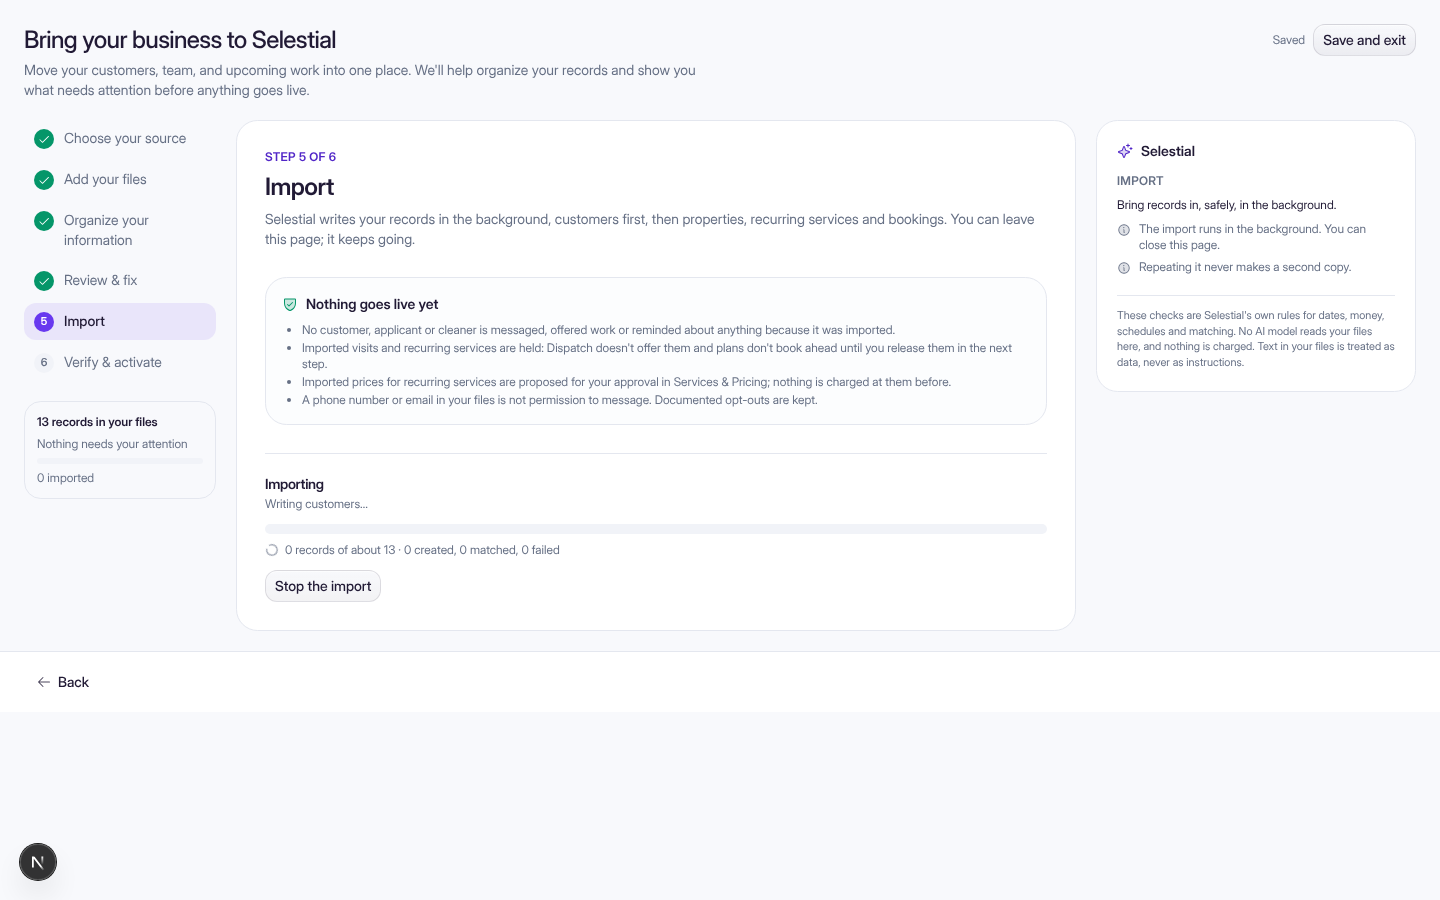 Bring your business to Selestial
Move your customers, team, and upcoming work into one place. We'll help organize your records and show you
what needs attention before anything goes live.
Saved
Save and exit
Choose your source
Add your files
Organize your
information
Review & fix
5 Import
6 Verify & activate
13 records in your files
Nothing needs your attention
0 imported
STEP 5 OF 6
Import
Selestial writes your records in the background, customers first, then properties, recurring services and bookings. You can leave
this page; it keeps going.
Nothing goes live yet
• No customer, applicant or cleaner is messaged, offered work or reminded about anything because it was imported.
• Imported visits and recurring services are held: Dispatch doesn't offer them and plans don't book ahead until you release them in the next
step.
• Imported prices for recurring services are proposed for your approval in Services & Pricing; nothing is charged at them before.
• A phone number or email in your files is not permission to message. Documented opt-outs are kept.
Importing
Writing customers...
0 records of about 13 · 0 created, 0 matched, 0 failed
Stop the import
Selestial
IMPORT
Bring records in, safely, in the background.
The import runs in the background. You can
close this page.
Repeating it never makes a second copy.
These checks are Selestial's own rules for dates, money,
schedules and matching. No AI model reads your files
here, and nothing is charged. Text in your files is treated as
data, never as instructions.
← Back
N